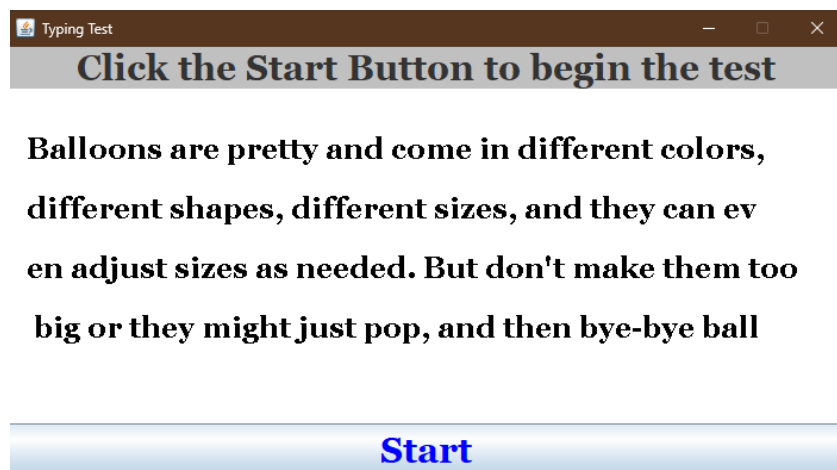 Typing Test
Click the Start Button to begin the test
Balloons are pretty and come in different colors,
different shapes, different sizes, and they can ev
en adjust sizes as needed. But don't make them too
big or they might just pop, and then bye-bye ball
Start